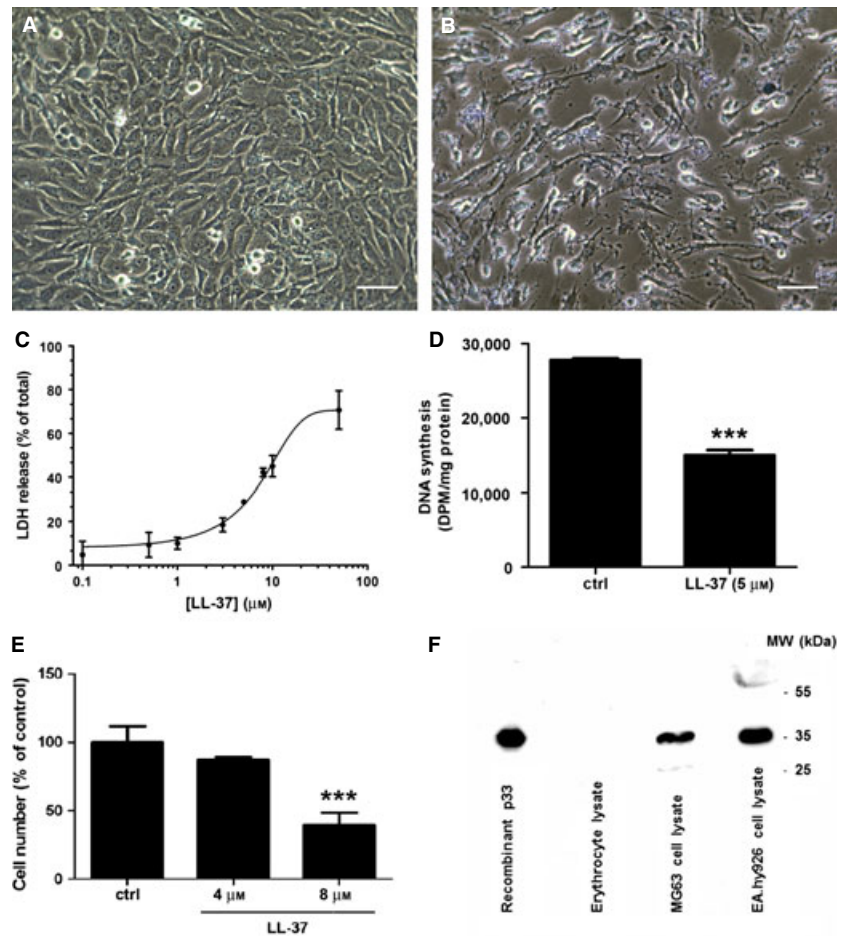 A
B
C
LDH release (% of total)
100
80
60
40
20
0
0.1
1
10
100
[LL-37] (µM)
D
DNA synthesis
(DPM/mg protein)
30,000
20,000
10,000
0
***
ctrl
LL-37 (5 µM)
E
Cell number (% of control)
150
100
50
0
***
ctrl
4 µM
8 µM
LL-37
F
MW (kDa)
- 55
- 35
- 25
Recombinant p33
Erythrocyte lysate
MG63 cell lysate
EA.hy926 cell lysate